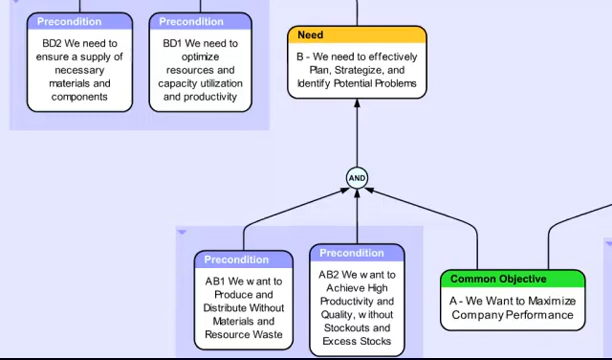 Precondition
BD2 We need to
ensure a supply of
necessary
materials and
components
Precondition
BD1 We need to
optimize
resources and
capacity utilization
and productivity
Need
B - We need to effectively
Plan, Strategize, and
Identify Potential Problems
AND
Precondition
AB1 We want to
Produce and
Distribute Without
Materials and
Resource Waste
Precondition
AB2 We want to
Achieve High
Productivity and
Quality, without
Stockouts and
Excess Stocks
Common Objective
A - We Want to Maximize
Company Performance